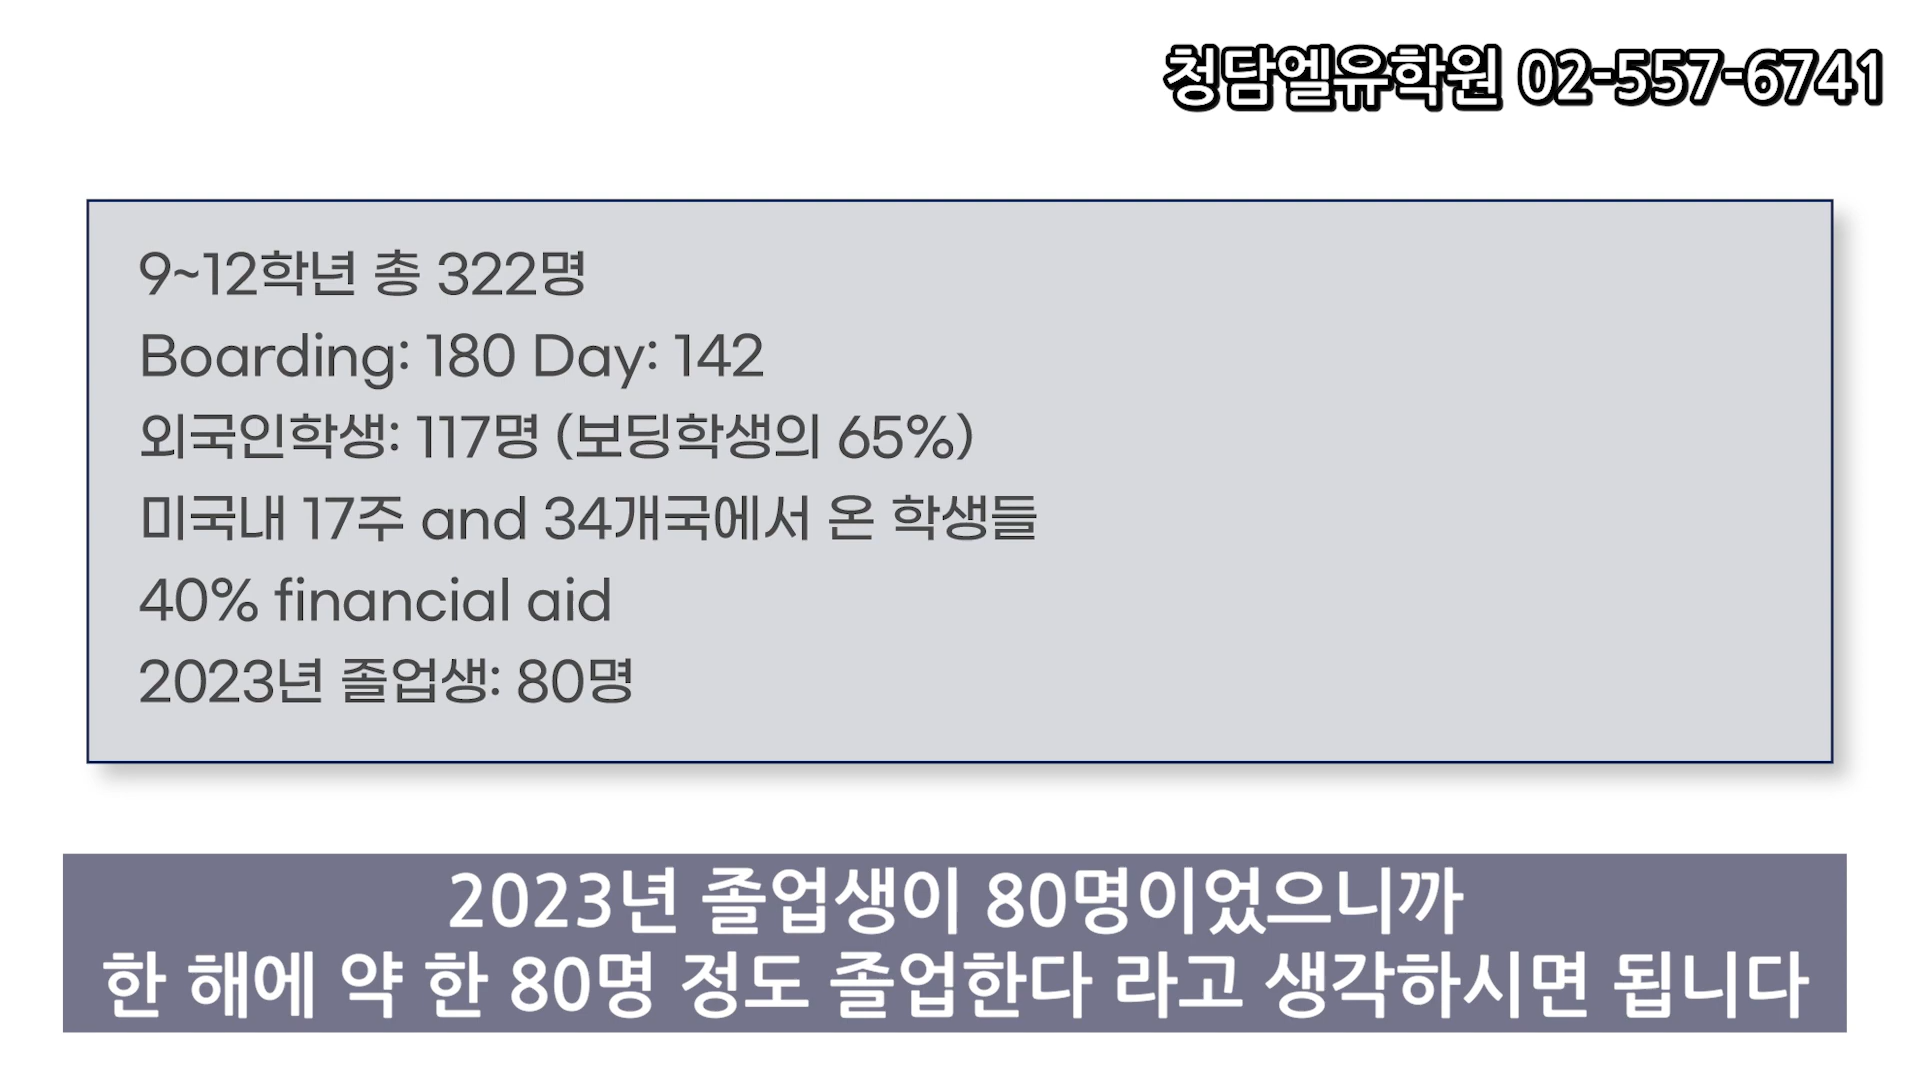 청담엘유학원 02-557-6741
9~12학년 총 322명
Boarding: 180 Day: 142
외국인학생: 117명 (보딩학생의 65%)
미국내 17주 and 34개국에서 온 학생들
40% financial aid
2023년 졸업생: 80명
2023년 졸업생이 80명이었으니까
한 해에 약 한 80명 정도 졸업한다 라고 생각하시면 됩니다